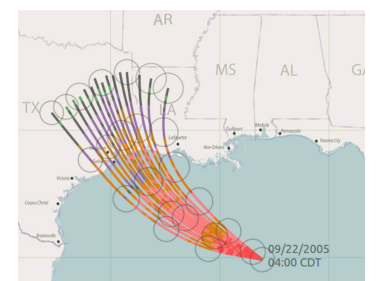 AR
MS
AL
GA
TX
LA
Lafayette
Gulfport
Mobile
Pensacola
New Orleans
Panama City
Victoria
Corpus Christi
Brownsville
09/22/2005
04:00 CDT